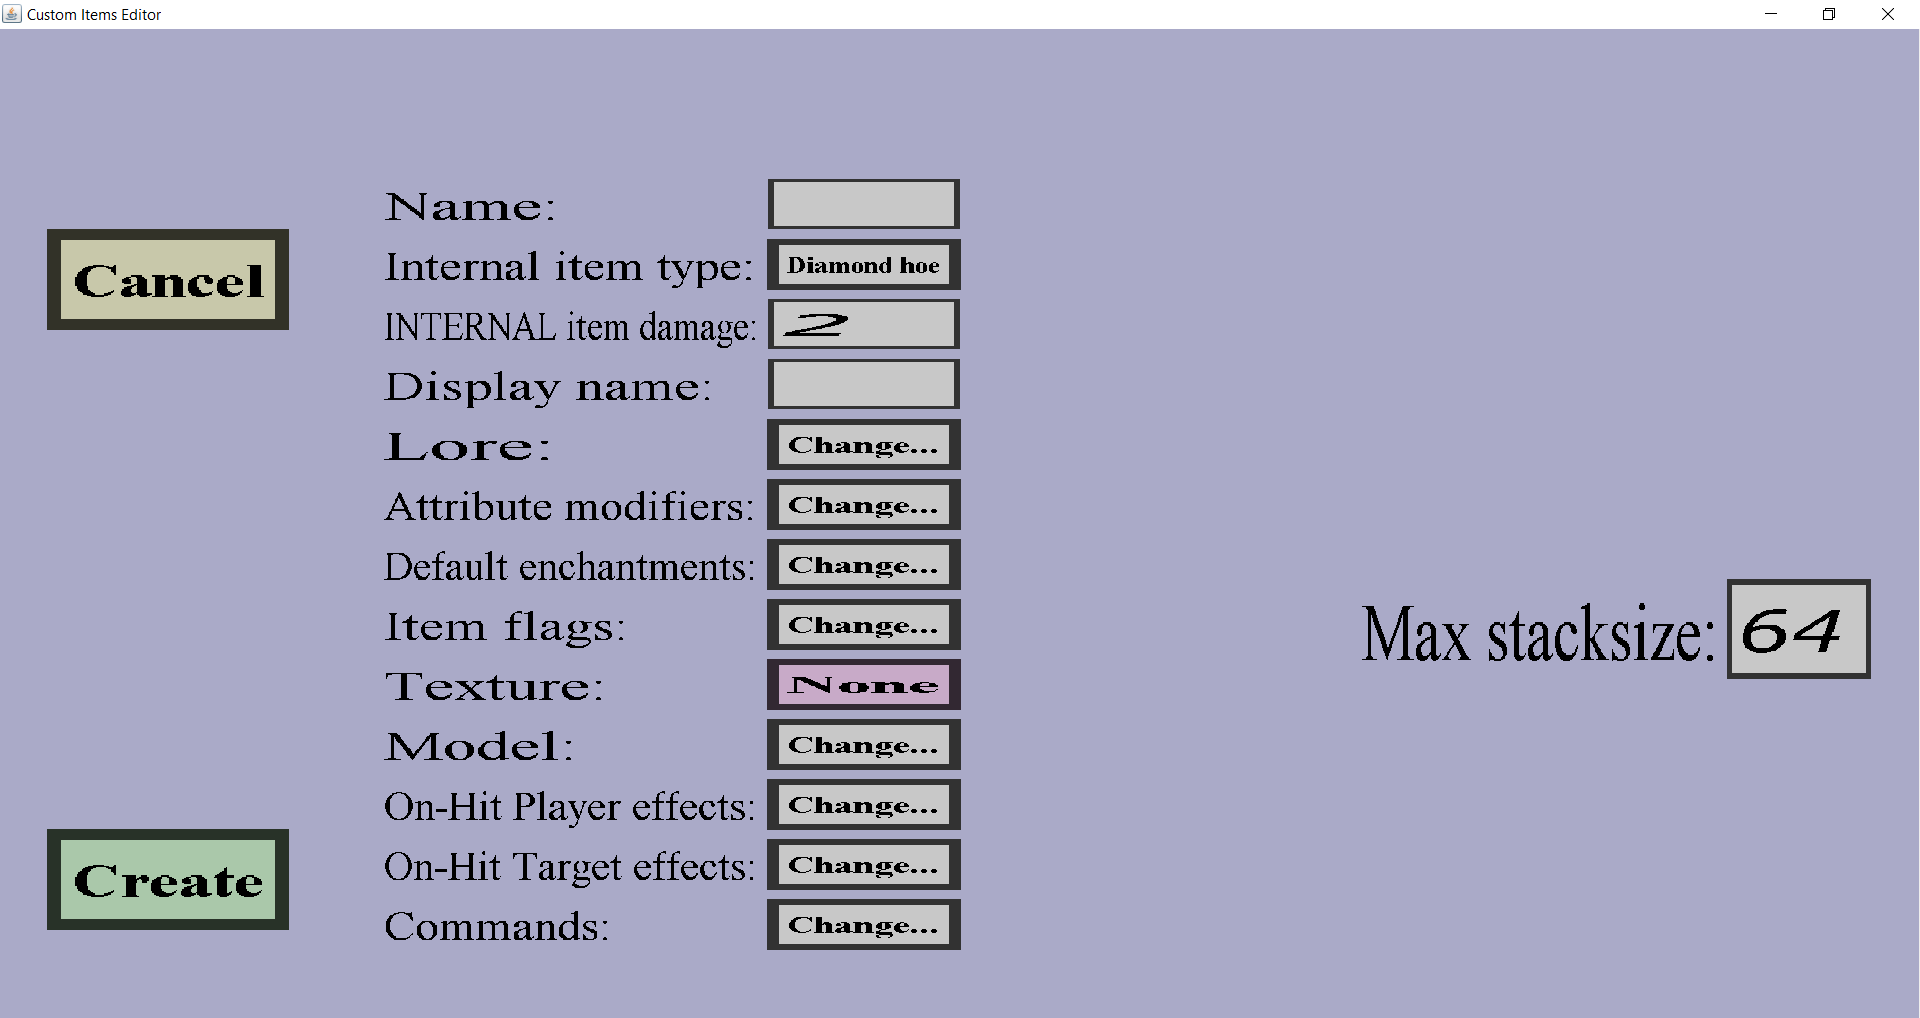 Custom Items Editor
Name:
Cancel
Internal item type: Diamond hoe
INTERNAL item damage: 2
Display name:
Lore: Change...
Attribute modifiers: Change...
Default enchantments: Change...
Item flags: Change...
Max stacksize: 64
Texture: None
Model: Change...
On-Hit Player effects: Change...
On-Hit Target effects: Change...
Create
Commands: Change...